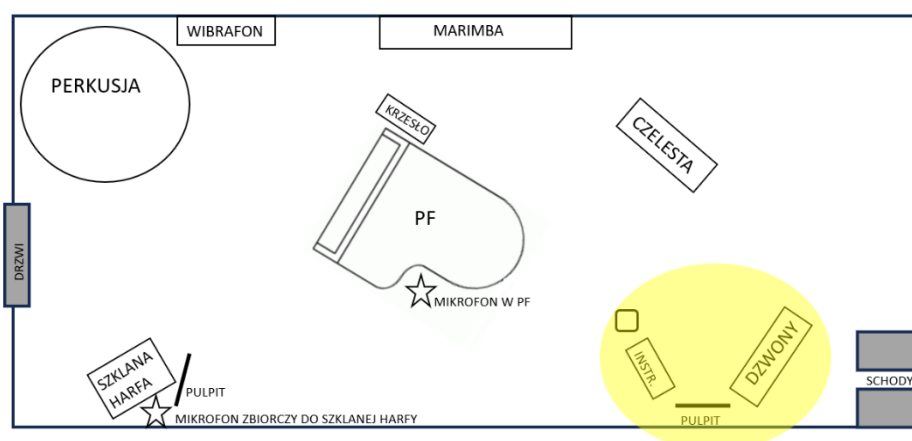 WIBRAFON
MARIMBA
PERKUSJA
KRZESŁO
CZELESTA
PF
DRZWI
MIKROFON W PF
SZKLANA
HARFA
PULPIT
MIKROFON ZBIORCZY DO SZKLANEJ HARFY
INSTR.
DZWONY
PULPIT
SCHODY